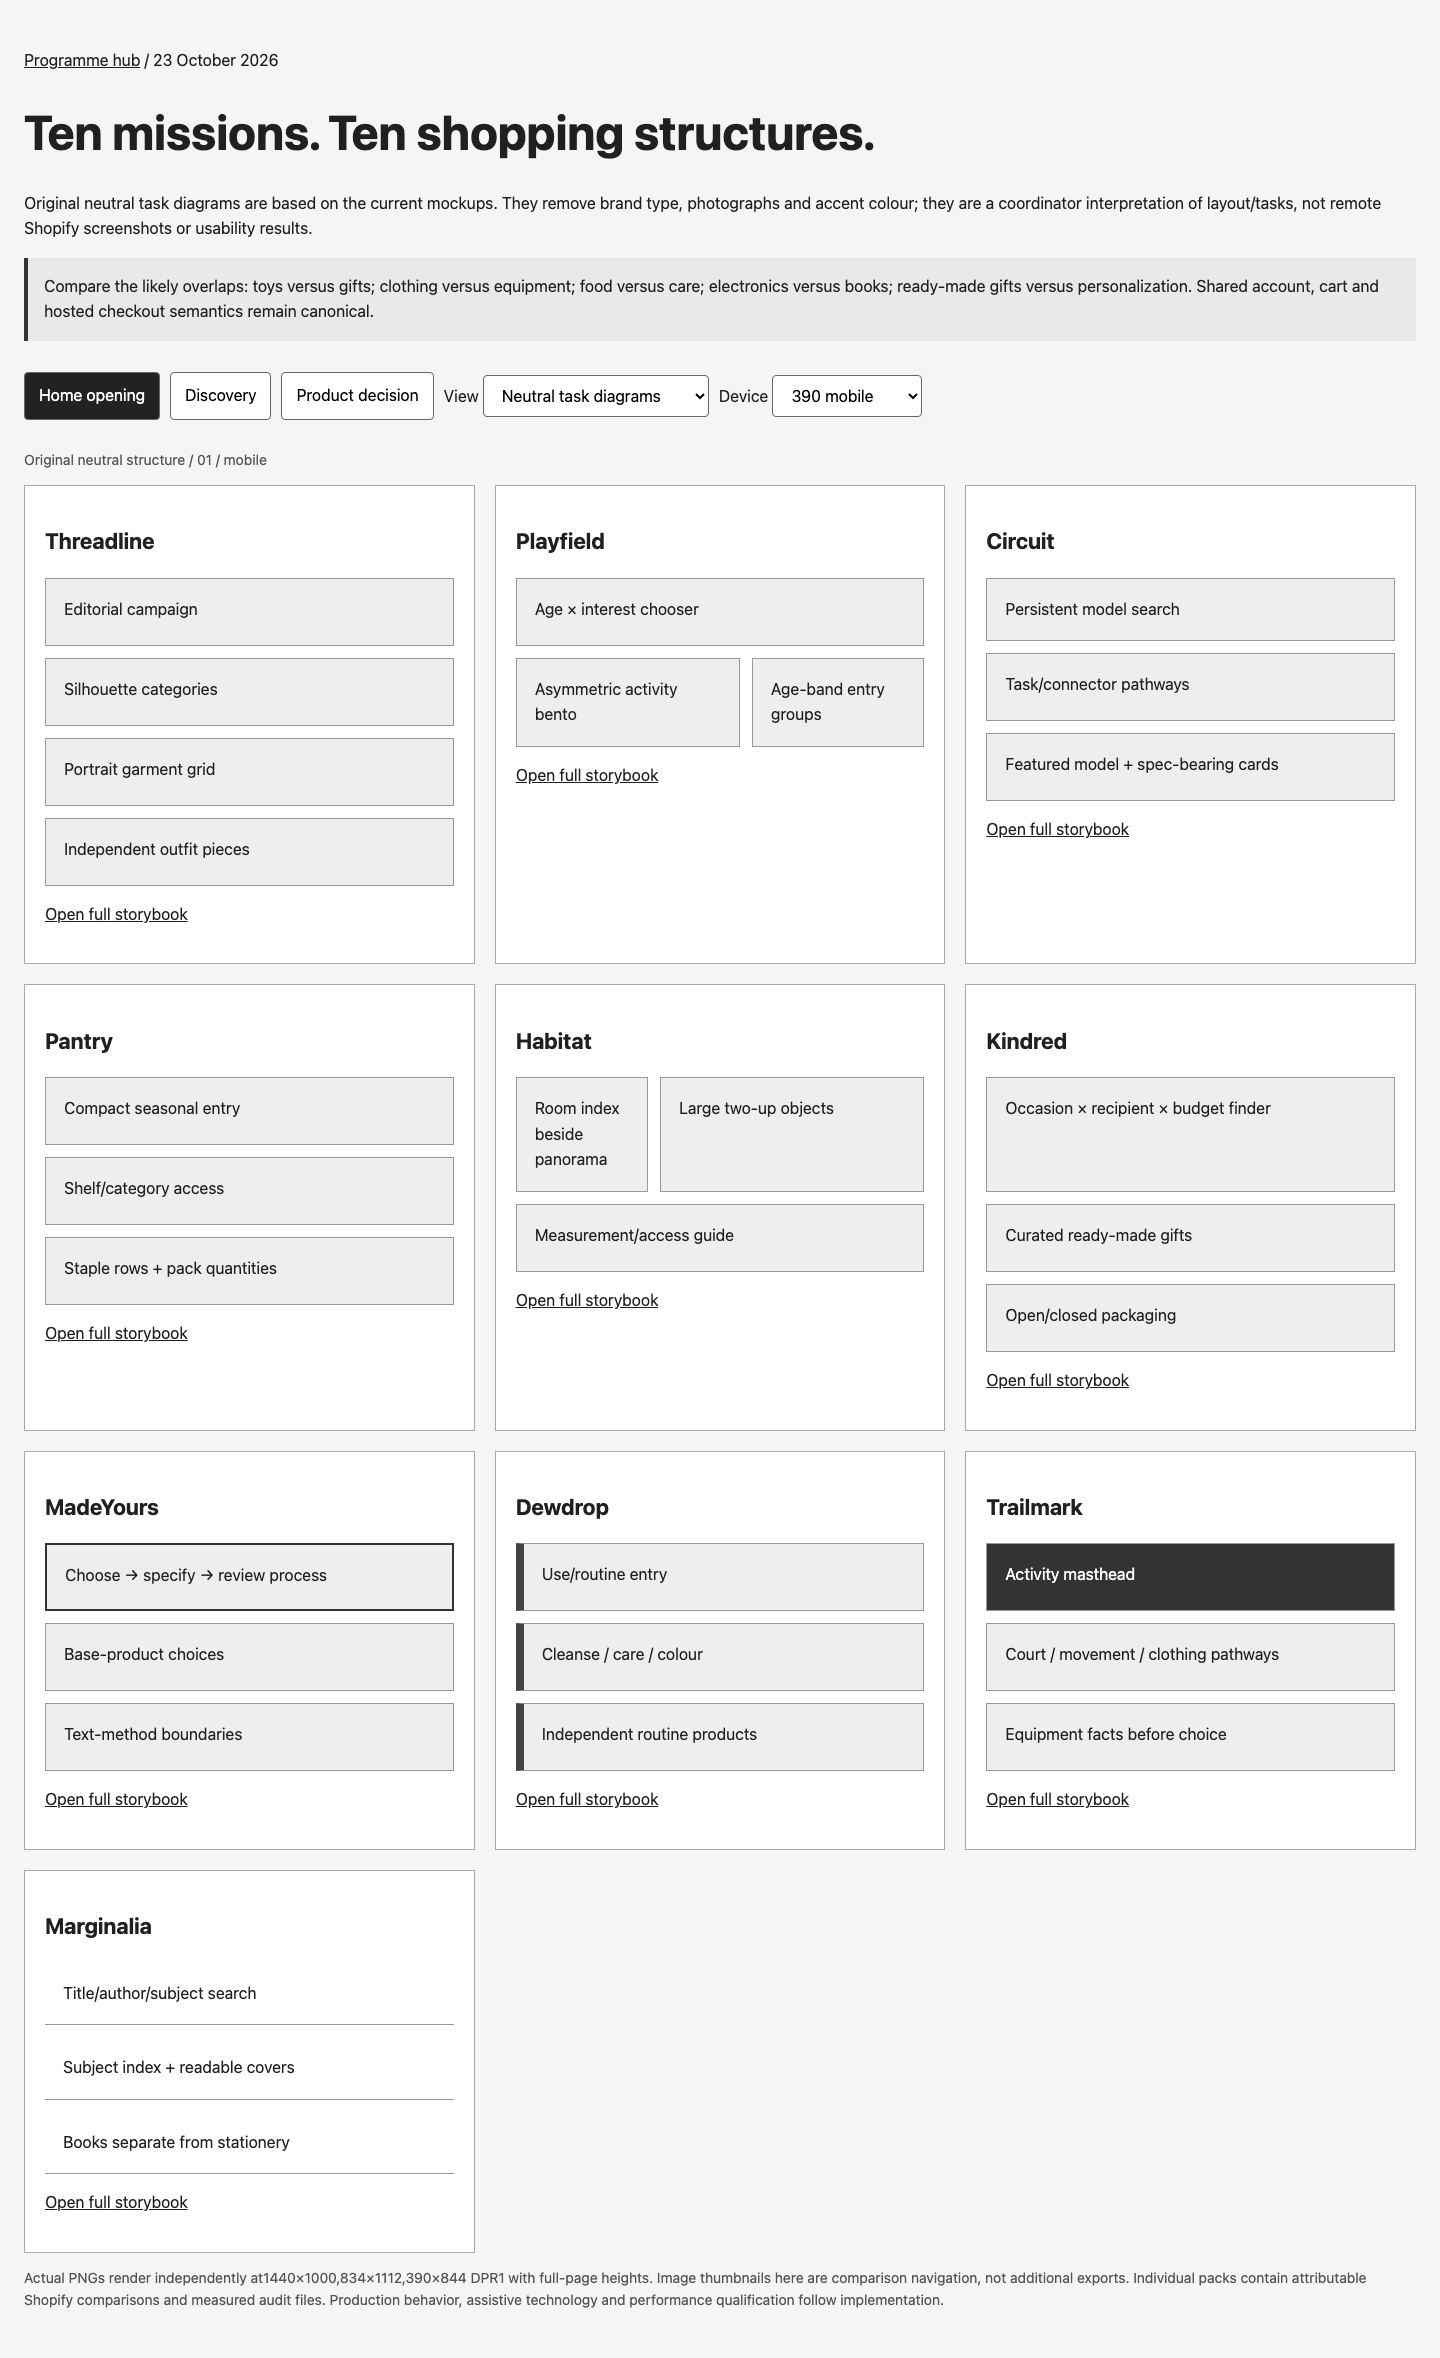 Programme hub / 23 October 2026
Ten missions. Ten shopping structures.
Original neutral task diagrams are based on the current mockups. They remove brand type, photographs and accent colour; they are a coordinator interpretation of layout/tasks, not remote
Shopify screenshots or usability results.
Compare the likely overlaps: toys versus gifts; clothing versus equipment; food versus care; electronics versus books; ready-made gifts versus personalization. Shared account, cart and
hosted checkout semantics remain canonical.
Home opening
Discovery
Product decision
View
Neutral task diagrams
Device
390 mobile
Original neutral structure / 01 / mobile
Threadline
Editorial campaign
Silhouette categories
Portrait garment grid
Independent outfit pieces
Open full storybook
Playfield
Age × interest chooser
Asymmetric activity
bento
Age-band entry
groups
Open full storybook
Circuit
Persistent model search
Task/connector pathways
Featured model + spec-bearing cards
Open full storybook
Pantry
Compact seasonal entry
Shelf/category access
Staple rows + pack quantities
Open full storybook
Habitat
Room index
beside
panorama
Large two-up objects
Measurement/access guide
Open full storybook
Kindred
Occasion × recipient × budget finder
Curated ready-made gifts
Open/closed packaging
Open full storybook
MadeYours
Choose → specify → review process
Base-product choices
Text-method boundaries
Open full storybook
Dewdrop
Use/routine entry
Cleanse / care / colour
Independent routine products
Open full storybook
Trailmark
Activity masthead
Court / movement / clothing pathways
Equipment facts before choice
Open full storybook
Marginalia
Title/author/subject search
Subject index + readable covers
Books separate from stationery
Open full storybook
Actual PNGs render independently at1440×1000,834×1112,390×844 DPR1 with full-page heights. Image thumbnails here are comparison navigation, not additional exports. Individual packs contain attributable
Shopify comparisons and measured audit files. Production behavior, assistive technology and performance qualification follow implementation.